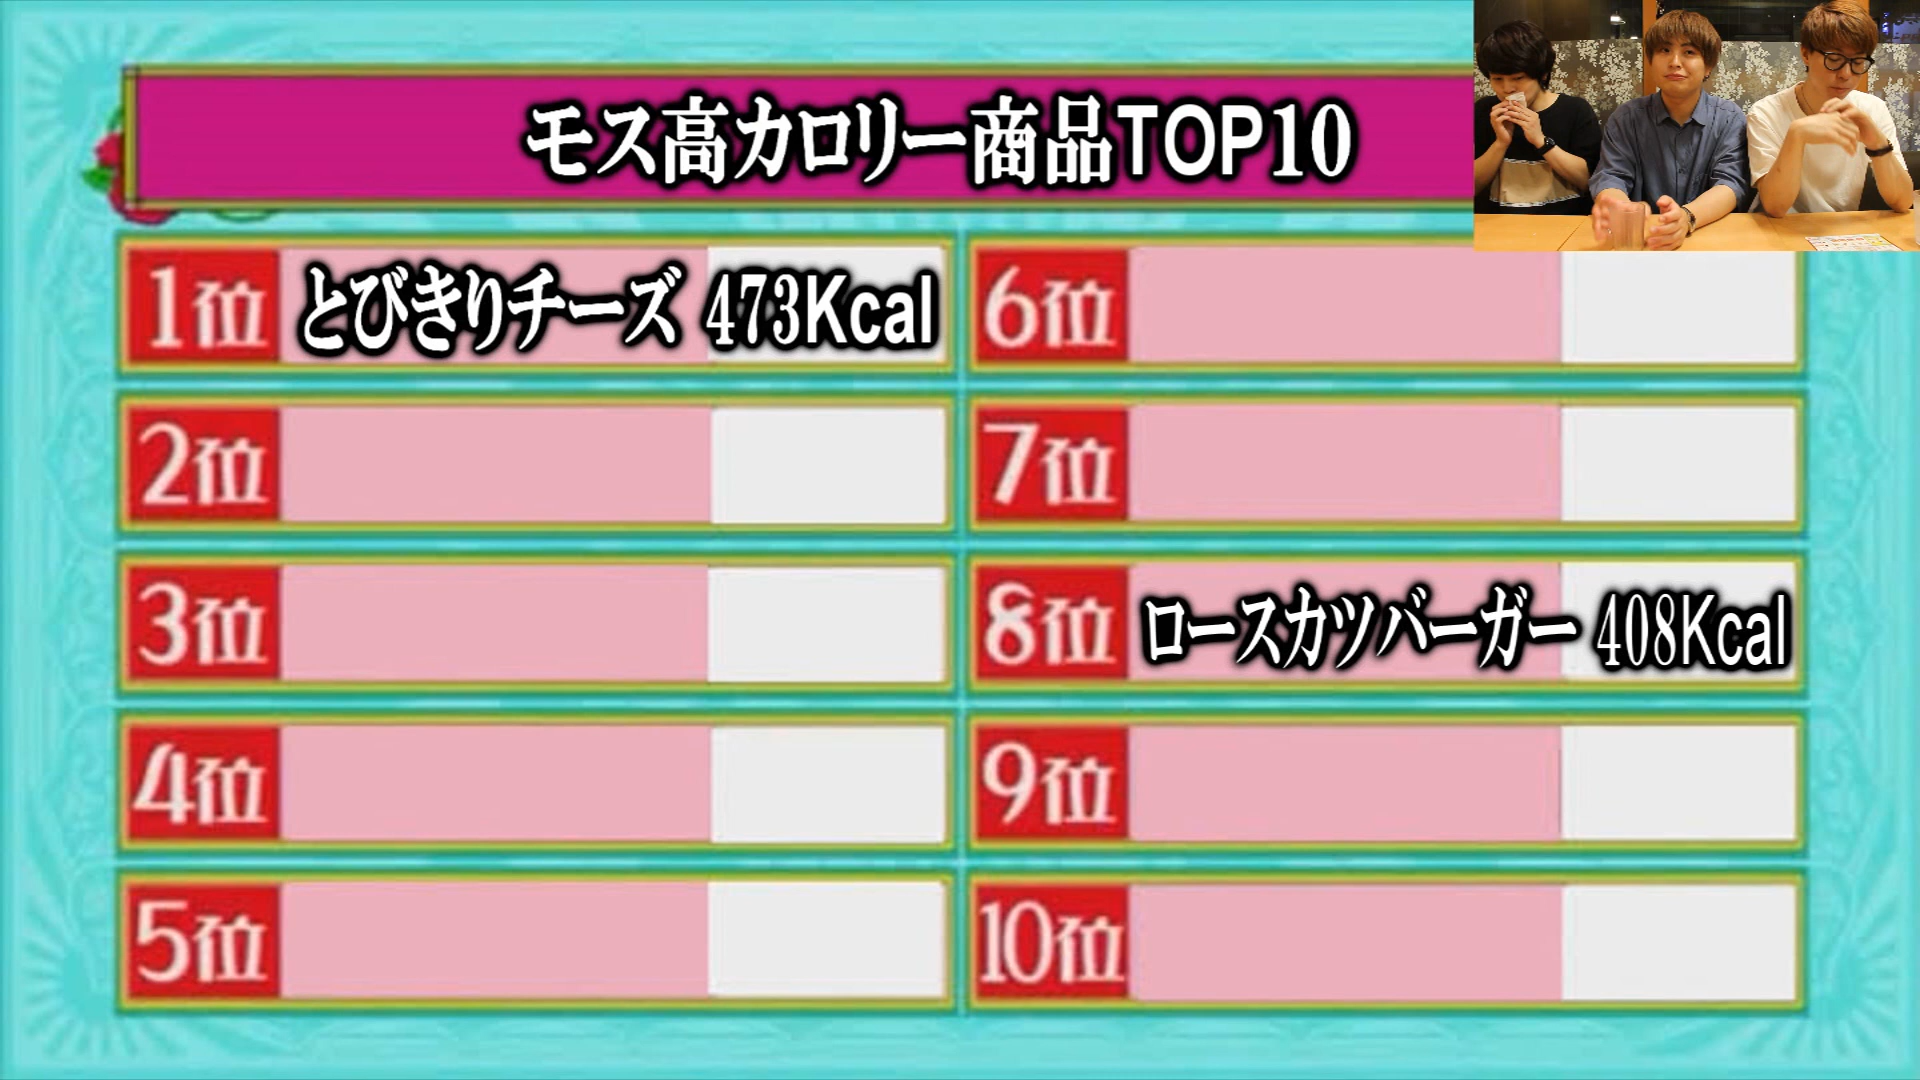 モス高カロリー商品TOP10
1位 とびきりチーズ 473Kcal
2位
3位
4位
5位
6位
7位
8位 ロースカツバーガー 408Kcal
9位
10位